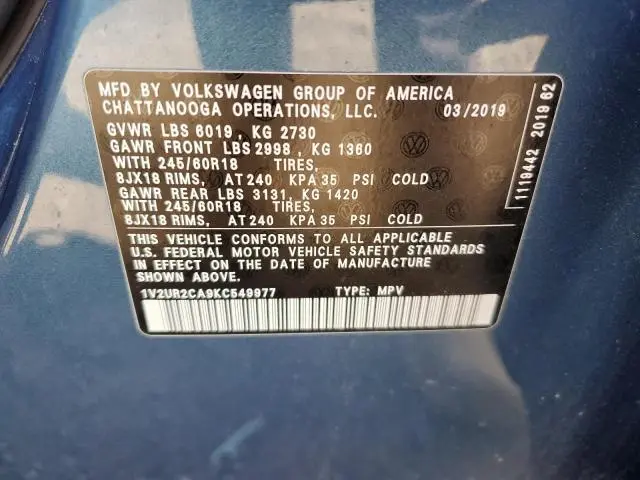 MFD BY VOLKSWAGEN GROUP OF AMERICA
CHATTANOOGA OPERATIONS, LLC. 03/2019
GVWR LBS 6019 , KG 2730
GAWR FRONT LBS 2998 , KG 1360
WITH 245/60R18 TIRES,
8JX18 RIMS, AT 240 KPA 35 PSI COLD
GAWR REAR LBS 3131, KG 1420
WITH 245/60R18 TIRES,
8JX18 RIMS, AT 240 KPA 35 PSI COLD
THIS VEHICLE CONFORMS TO ALL APPLICABLE
U.S. FEDERAL MOTOR VEHICLE SAFETY STANDARDS
IN EFFECT ON THE DATE OF MANUFACTURE
SHOWN ABOVE.
1V2UR2CA9KC549977 TYPE: MPV
1119442 2019 62